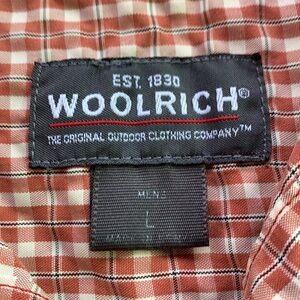 EST. 1830
WOOLRICH®
THE ORIGINAL OUTDOOR CLOTHING COMPANY™
MENS
L